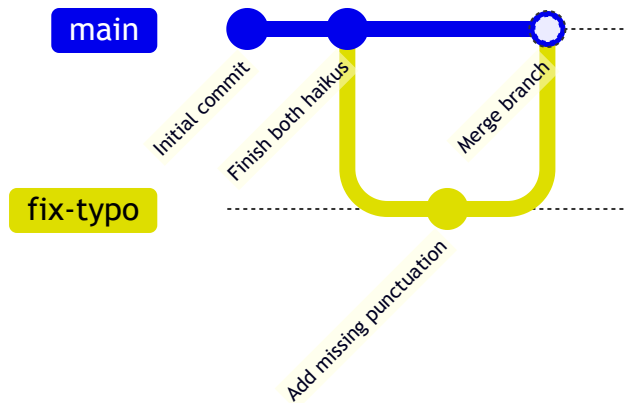 main
Initial commit
Finish both haikus
Merge branch
fix-typo
Add missing punctuation